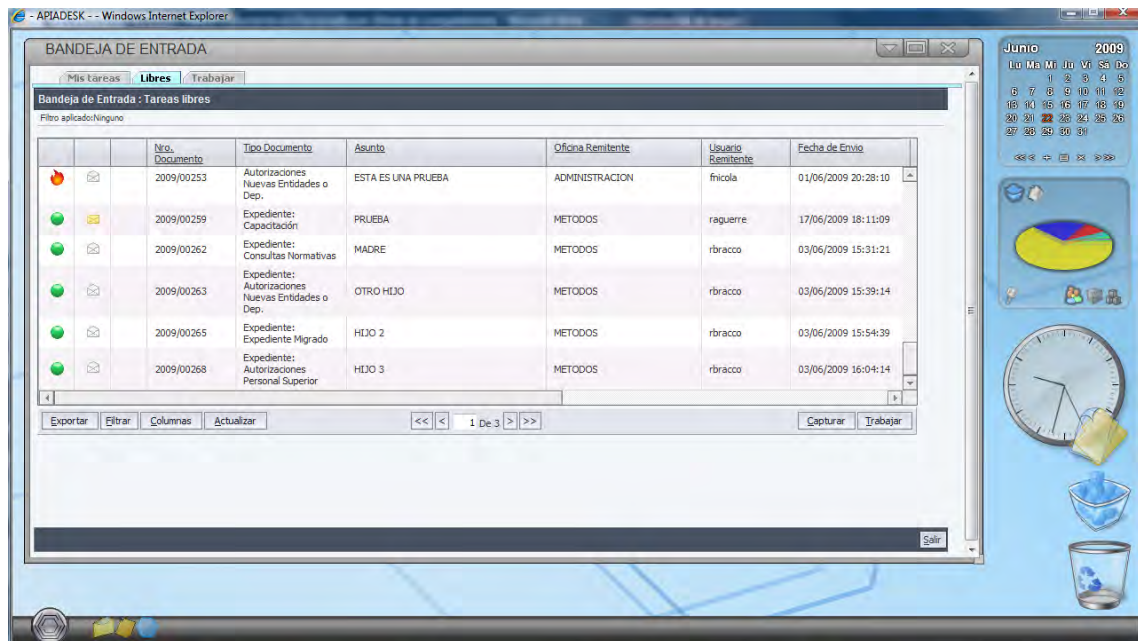 - APIADESK - - Windows Internet Explorer
BANDEJA DE ENTRADA
Mis tareas Libres Trabajar
Bandeja de Entrada : Tareas libres
Filtro aplicado:Ninguno
Nro. Documento Tipo Documento Asunto Oficina Remitente Usuario Remitente Fecha de Envio
2009/00253 Autorizaciones Nuevas Entidades o Dep. ESTA ES UNA PRUEBA ADMINISTRACION fnicola 01/06/2009 20:28:10
2009/00259 Expediente: Capacitación PRUEBA METODOS raguerre 17/06/2009 18:11:09
2009/00262 Expediente: Consultas Normativas MADRE METODOS rbracco 03/06/2009 15:31:21
2009/00263 Expediente: Autorizaciones Nuevas Entidades o Dep. OTRO HIJO METODOS rbracco 03/06/2009 15:39:14
2009/00265 Expediente: Expediente Migrado HIJO 2 METODOS rbracco 03/06/2009 15:54:39
2009/00268 Expediente: Autorizaciones Personal Superior HIJO 3 METODOS rbracco 03/06/2009 16:04:14
Exportar Filtrar Columnas Actualizar << < 1 De 3 > >> Capturar Trabajar
Salir
Junio 2009
Lu Ma Mi Ju Vi Sa Do
1 2 3 4 5
6 7 8 9 10 11 12
13 14 15 16 17 18 19
20 21 22 23 24 25 26
27 28 29 30 31